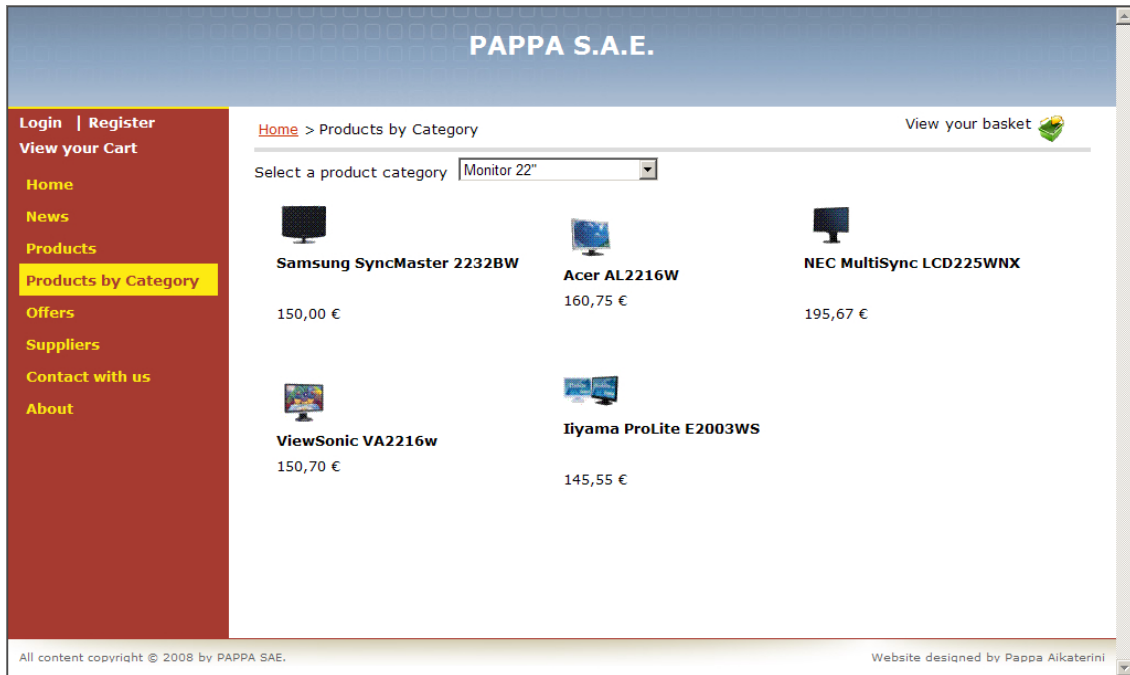 PAPPA S.A.E.
Login | Register
View your Cart
Home
News
Products
Products by Category
Offers
Suppliers
Contact with us
About
Home > Products by Category
View your basket
Select a product category Monitor 22"
Samsung SyncMaster 2232BW
150,00 €
Acer AL2216W
160,75 €
NEC MultiSync LCD225WNX
195,67 €
ViewSonic VA2216w
150,70 €
Iiyama ProLite E2003WS
145,55 €
All content copyright © 2008 by PAPPA SAE.
Website designed by Pappa Aikaterini